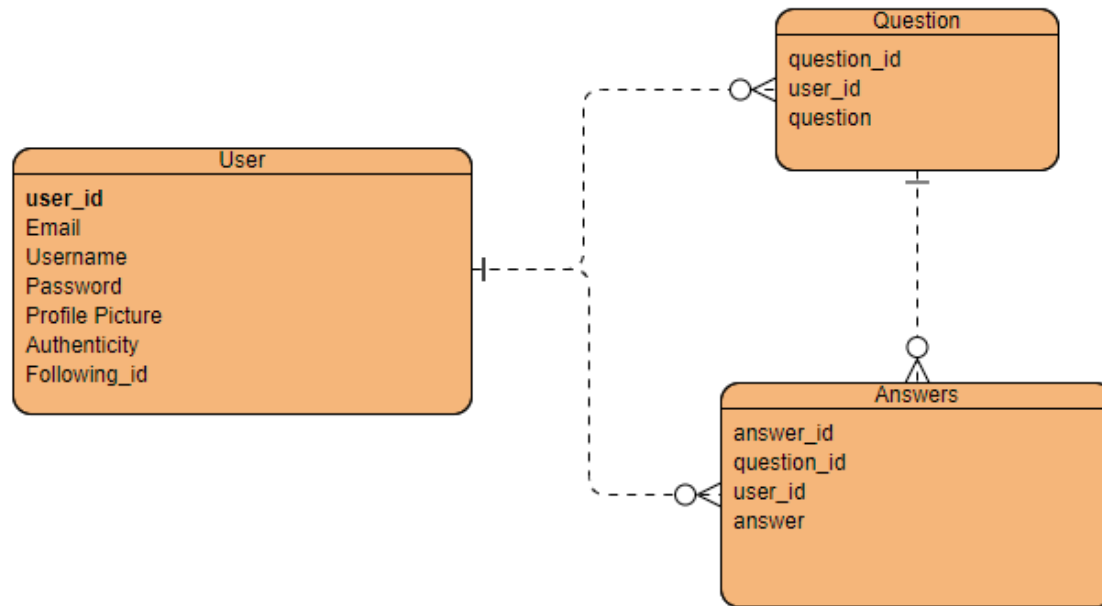 User
user_id
Email
Username
Password
Profile Picture
Authenticity
Following_id
Question
question_id
user_id
question
Answers
answer_id
question_id
user_id
answer